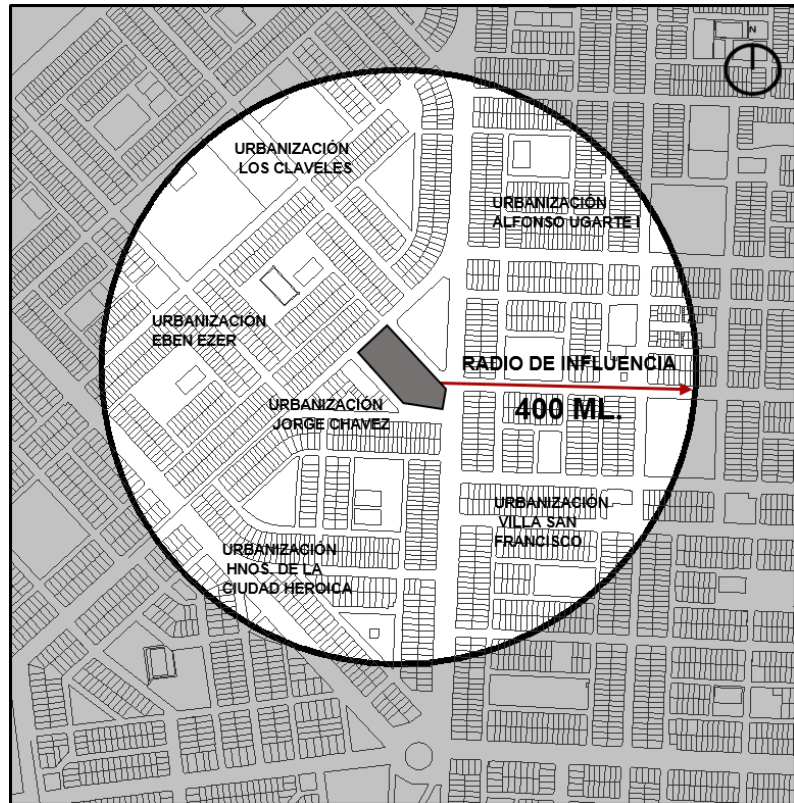 N
URBANIZACIÓN
LOS CLAVELES
URBANIZACIÓN
ALFONSO UGARTE I
URBANIZACIÓN
EBEN EZER
RADIO DE INFLUENCIA
400 ML.
URBANIZACIÓN
JORGE CHAVEZ
URBANIZACIÓN
VILLA SAN
FRANCISCO
URBANIZACIÓN
HNOS. DE LA
CIUDAD HEROICA